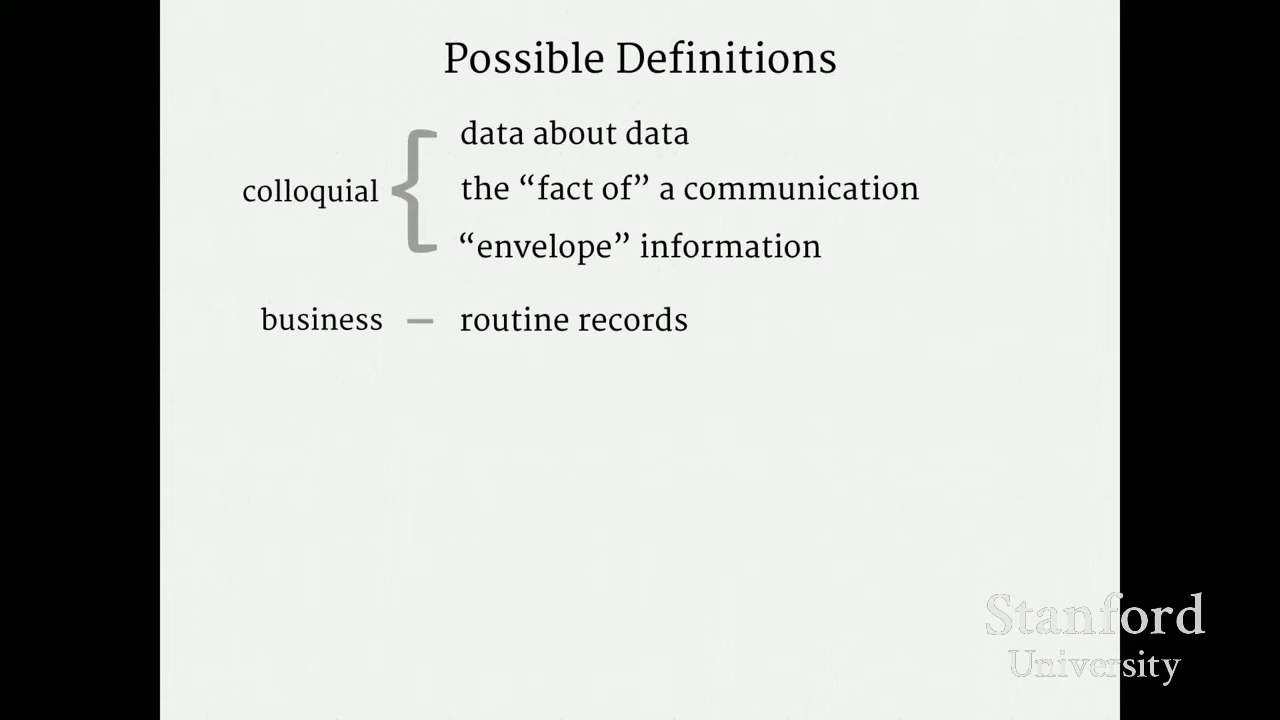 Possible Definitions
data about data
colloquial { the “fact of” a communication
“envelope” information
business – routine records
Stanford
University